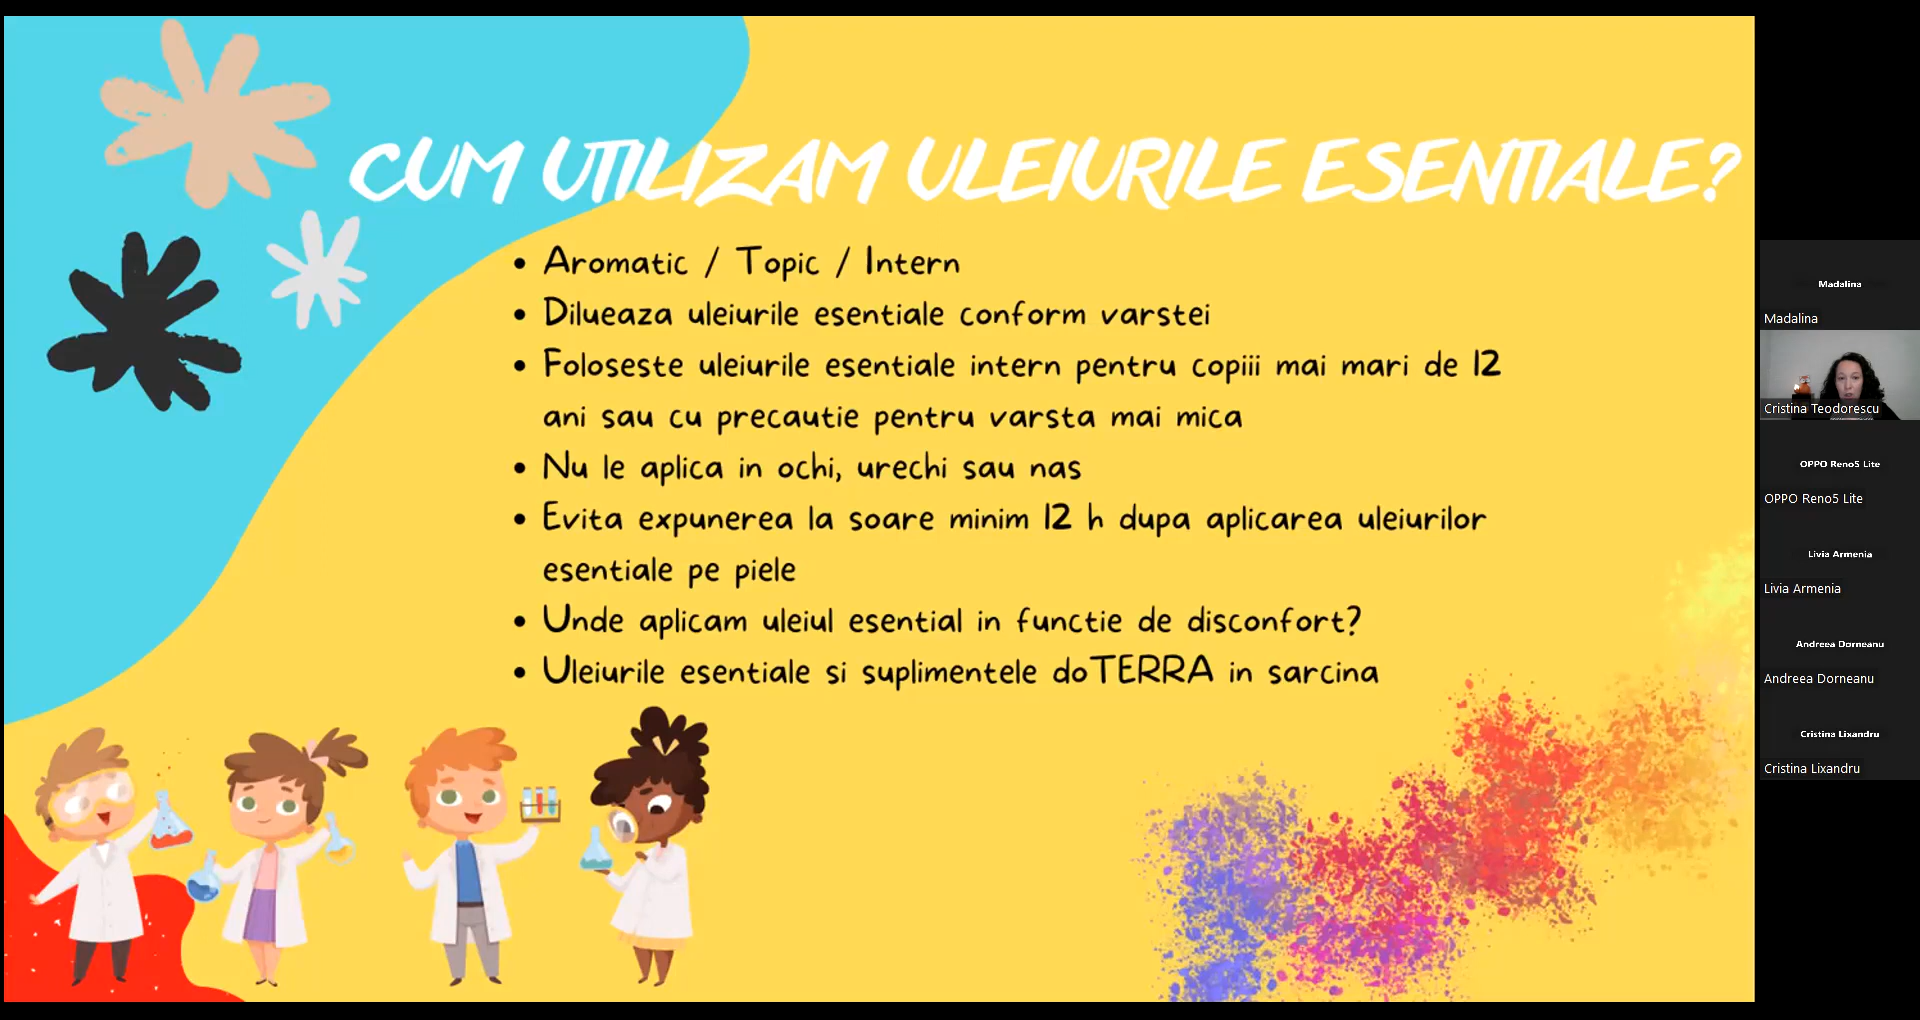 CUM UTILIZAM ULEIURILE ESENTIALE?
• Aromatic / Topic / Intern
• Dilueaza uleiurile esentiale conform varstei
• Foloseste uleiurile esentiale intern pentru copiii mai mari de 12
ani sau cu precautie pentru varsta mai mica
• Nu le aplica in ochi, urechi sau nas
• Evita expunerea la soare minim 12 h dupa aplicarea uleiurilor
esentiale pe piele
• Unde aplicam uleiul esential in functie de disconfort?
• Uleiurile esentiale si suplimentele doTERRA in sarcina
Madalina
Madalina
Cristina Teodorescu
OPPO Reno5 Lite
OPPO Reno5 Lite
Livia Armenia
Livia Armenia
Andreea Dorneanu
Andreea Dorneanu
Cristina Lixandru
Cristina Lixandru